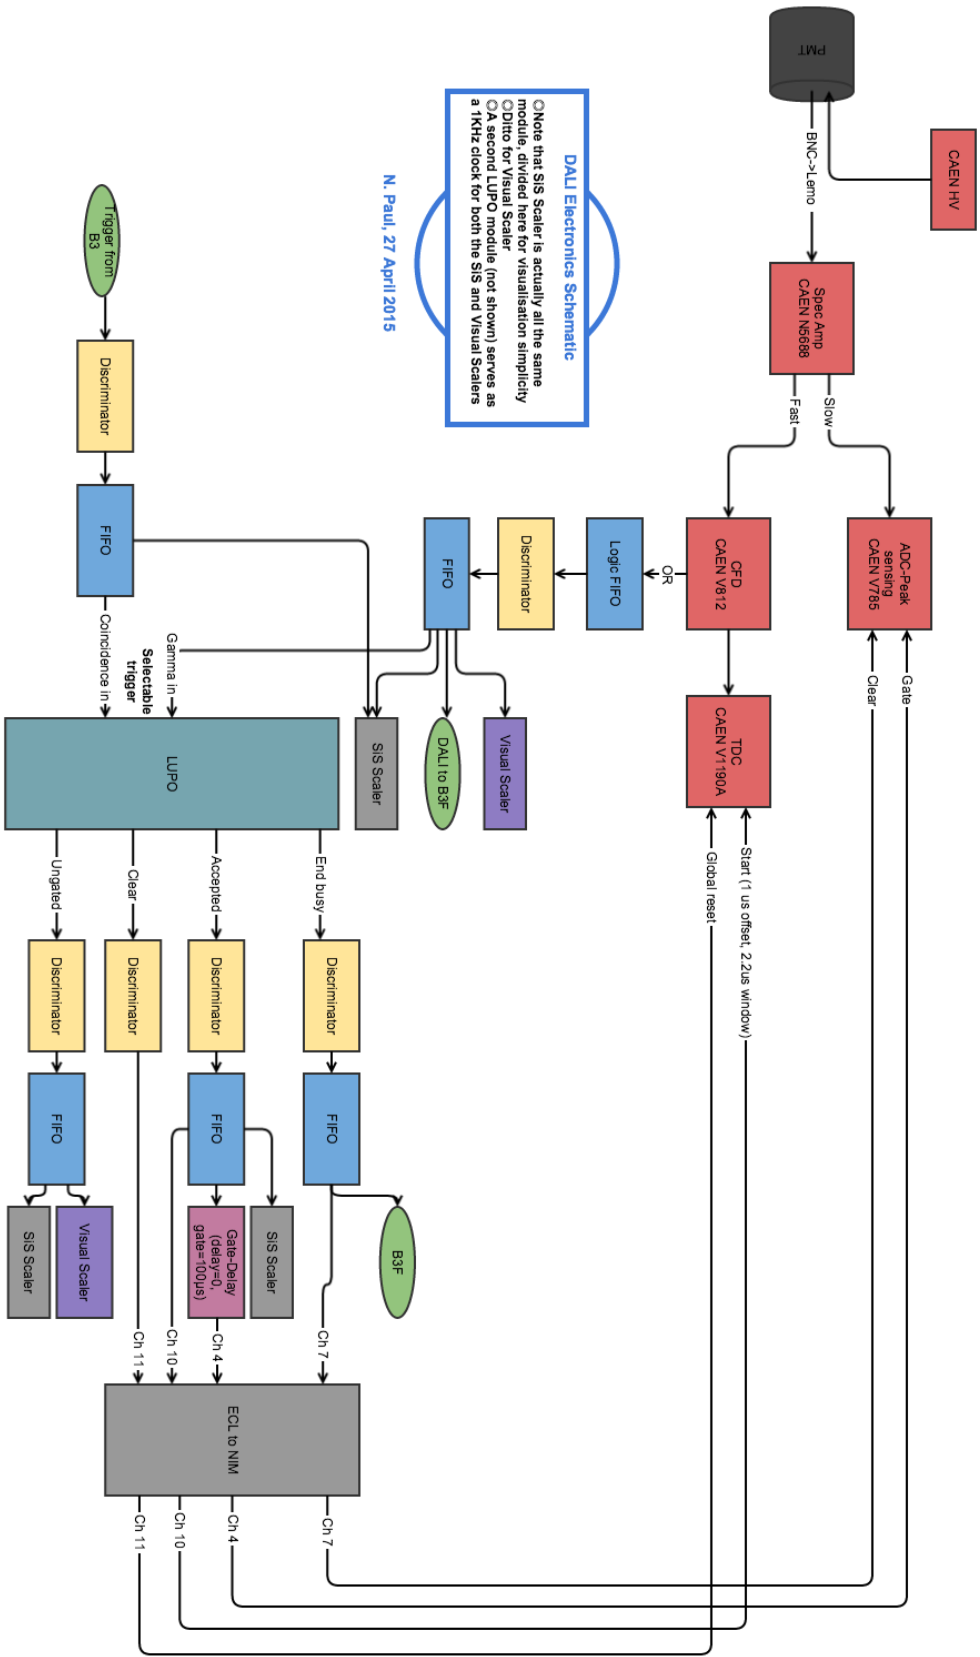 CAEN HV
ADC-Peak
sensing
CAEN V785
Gate
Clear
Slow
PMT
BNC->Lemo
Spec Amp
CAEN N568B
Fast
CFD
CAEN V812
TDC
CAEN V1190A
Start (1 us offset, 2.2us window)
Global reset
OR
Logic FIFO
Discriminator
FIFO
Visual Scaler
DALI to B3F
SiS Scaler
DALI Electronics Schematic
○Note that SiS Scaler is actually all the same
module, divided here for visualisation simplicity
○Ditto for Visual Scaler
○A second LUPO module (not shown) serves as
a 1KHz clock for both the SiS and Visual Scalers
N. Paul, 27 April 2015
Trigger from
B3
Discriminator
FIFO
Gamma in
Selectable
trigger
Coincidence in
LUPO
End busy
Discriminator
FIFO
B3F
Ch 7
Accepted
Discriminator
FIFO
SiS Scaler
Gate-Delay
(delay=0,
gate=100μs)
Ch 4
Ch 10
Clear
Discriminator
Ch 11
Ungated
Discriminator
FIFO
Visual Scaler
SiS Scaler
ECL to NIM
Ch 7
Ch 4
Ch 10
Ch 11